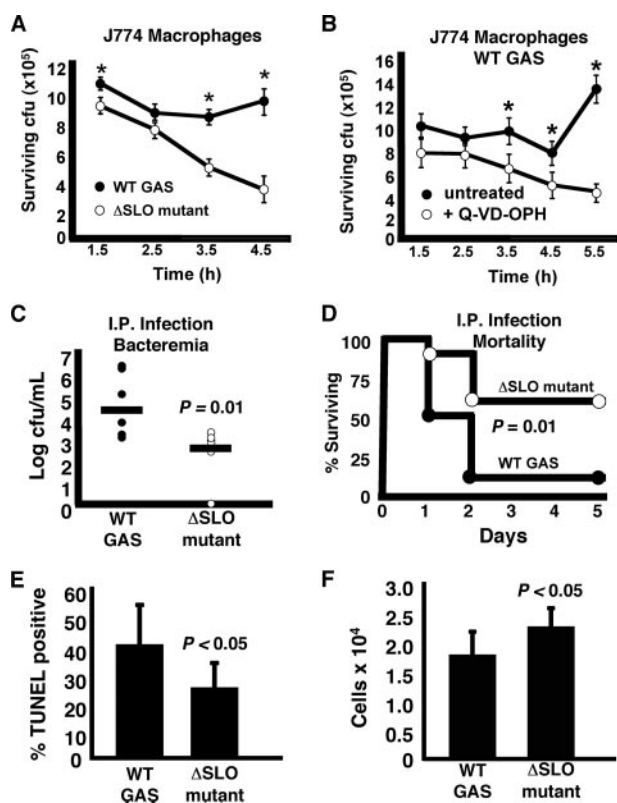 A
J774 Macrophages
Surviving cfu (x10⁵)
12
10
8
6
4
2
0
*
*
*
WT GAS
ΔSLO mutant
1.5
2.5
3.5
4.5
Time (h)
B
J774 Macrophages
WT GAS
Surviving cfu (x10⁵)
16
14
12
10
8
6
4
2
0
*
*
*
untreated
+ Q-VD-OPH
1.5
2.5
3.5
4.5
5.5
Time (h)
C
I.P. Infection
Bacteremia
Log cfu/mL
7
6
5
4
3
2
1
0
P = 0.01
WT
GAS
ΔSLO
mutant
D
I.P. Infection
Mortality
% Surviving
100
75
50
25
0
ΔSLO mutant
P = 0.01
WT GAS
0
1
2
3
4
5
Days
E
% TUNEL positive
60
50
40
30
20
10
0
P < 0.05
WT
GAS
ΔSLO
mutant
F
Cells x 10⁴
3.0
2.5
2.0
1.5
1.0
0.5
0
P < 0.05
WT
GAS
ΔSLO
mutant